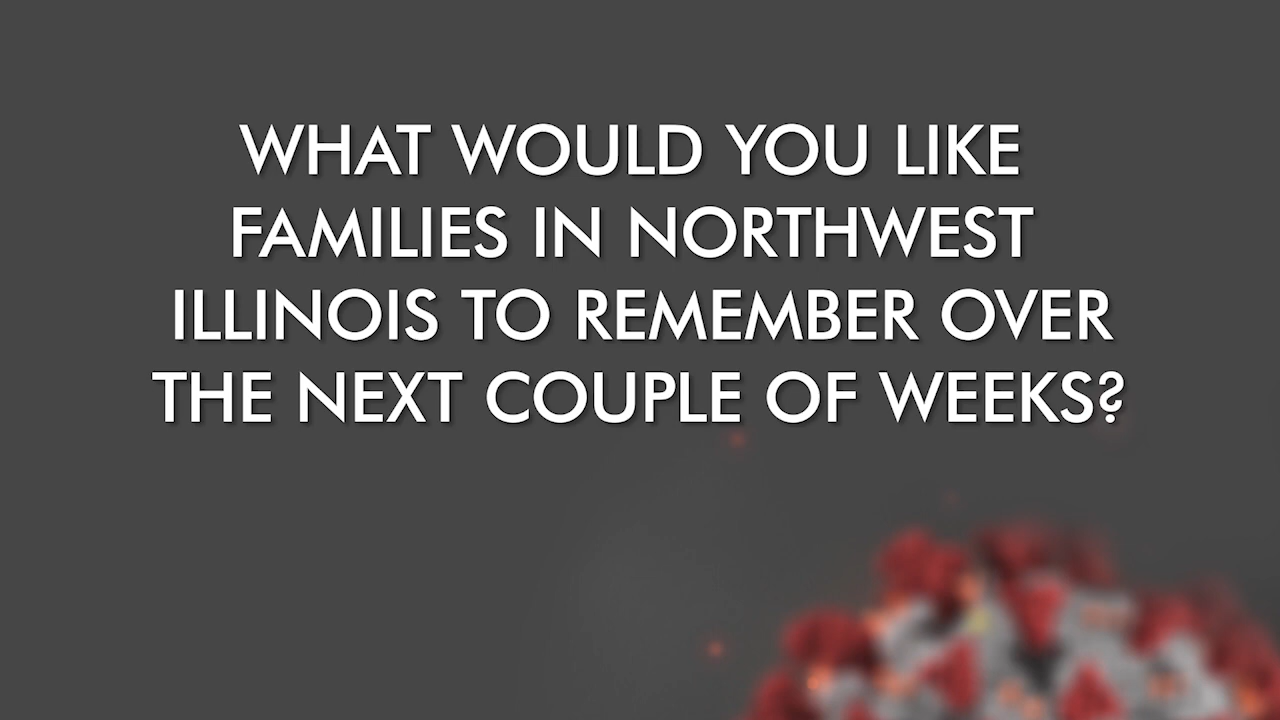 WHAT WOULD YOU LIKE
FAMILIES IN NORTHWEST
ILLINOIS TO REMEMBER OVER
THE NEXT COUPLE OF WEEKS?